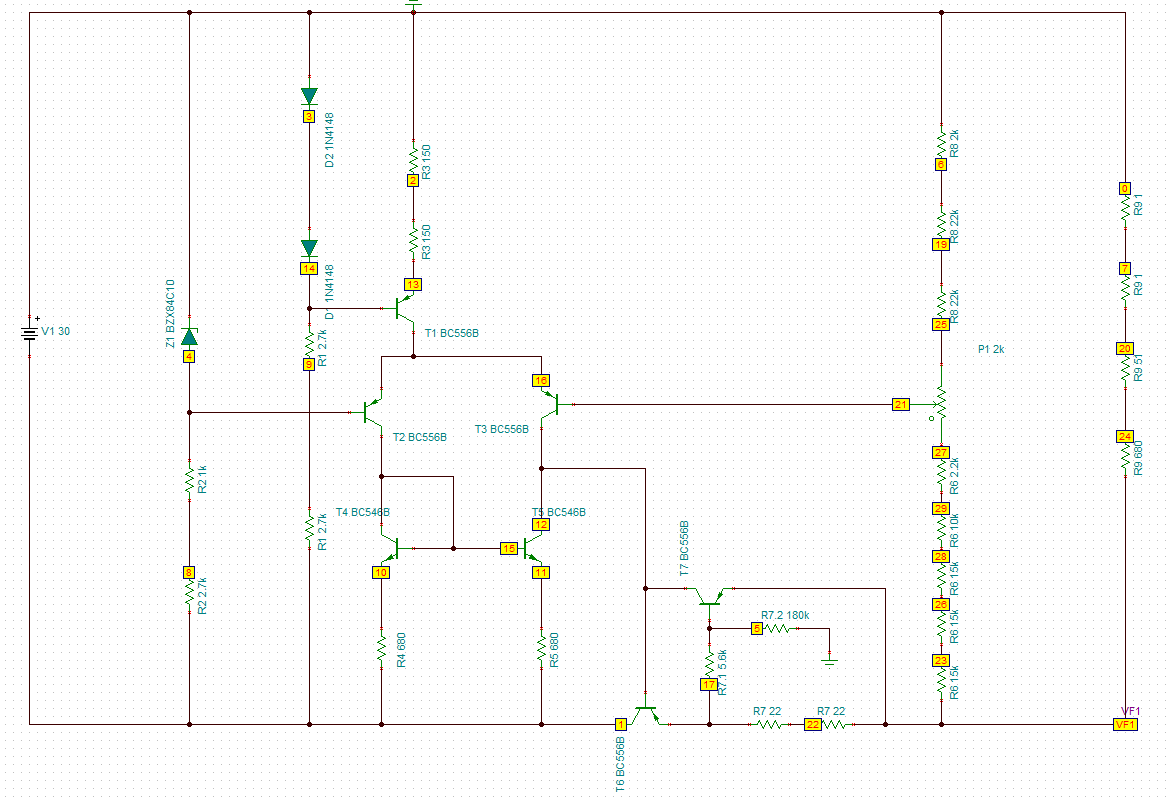 R8 2k
D2 1N4148
3
R3 150
2
6
0
R9 1
R8 22k
19
R3 150
14
7
R9 1
13
Z1 BZX84C10
D1 1N4148
R8 22k
25
+
V1 30
T1 BC556B
4
R1 2.7k
9
P1 2k
20
R9 51
16
21
T2 BC556B
T3 BC556B
24
R9 680
27
R6 2.2k
R2 1k
29
T4 BC546B
T5 BC546B
12
R1 2.7k
R6 10k
15
T7 BC556B
28
R6 15k
8
R2 2.7k
10
11
26
R6 15k
R7.2 180k
5
R4 680
R5 680
R7.1 5.6k
17
23
R6 15k
R7 22
R7 22
VF1
1
22
VF1
T6 BC556B